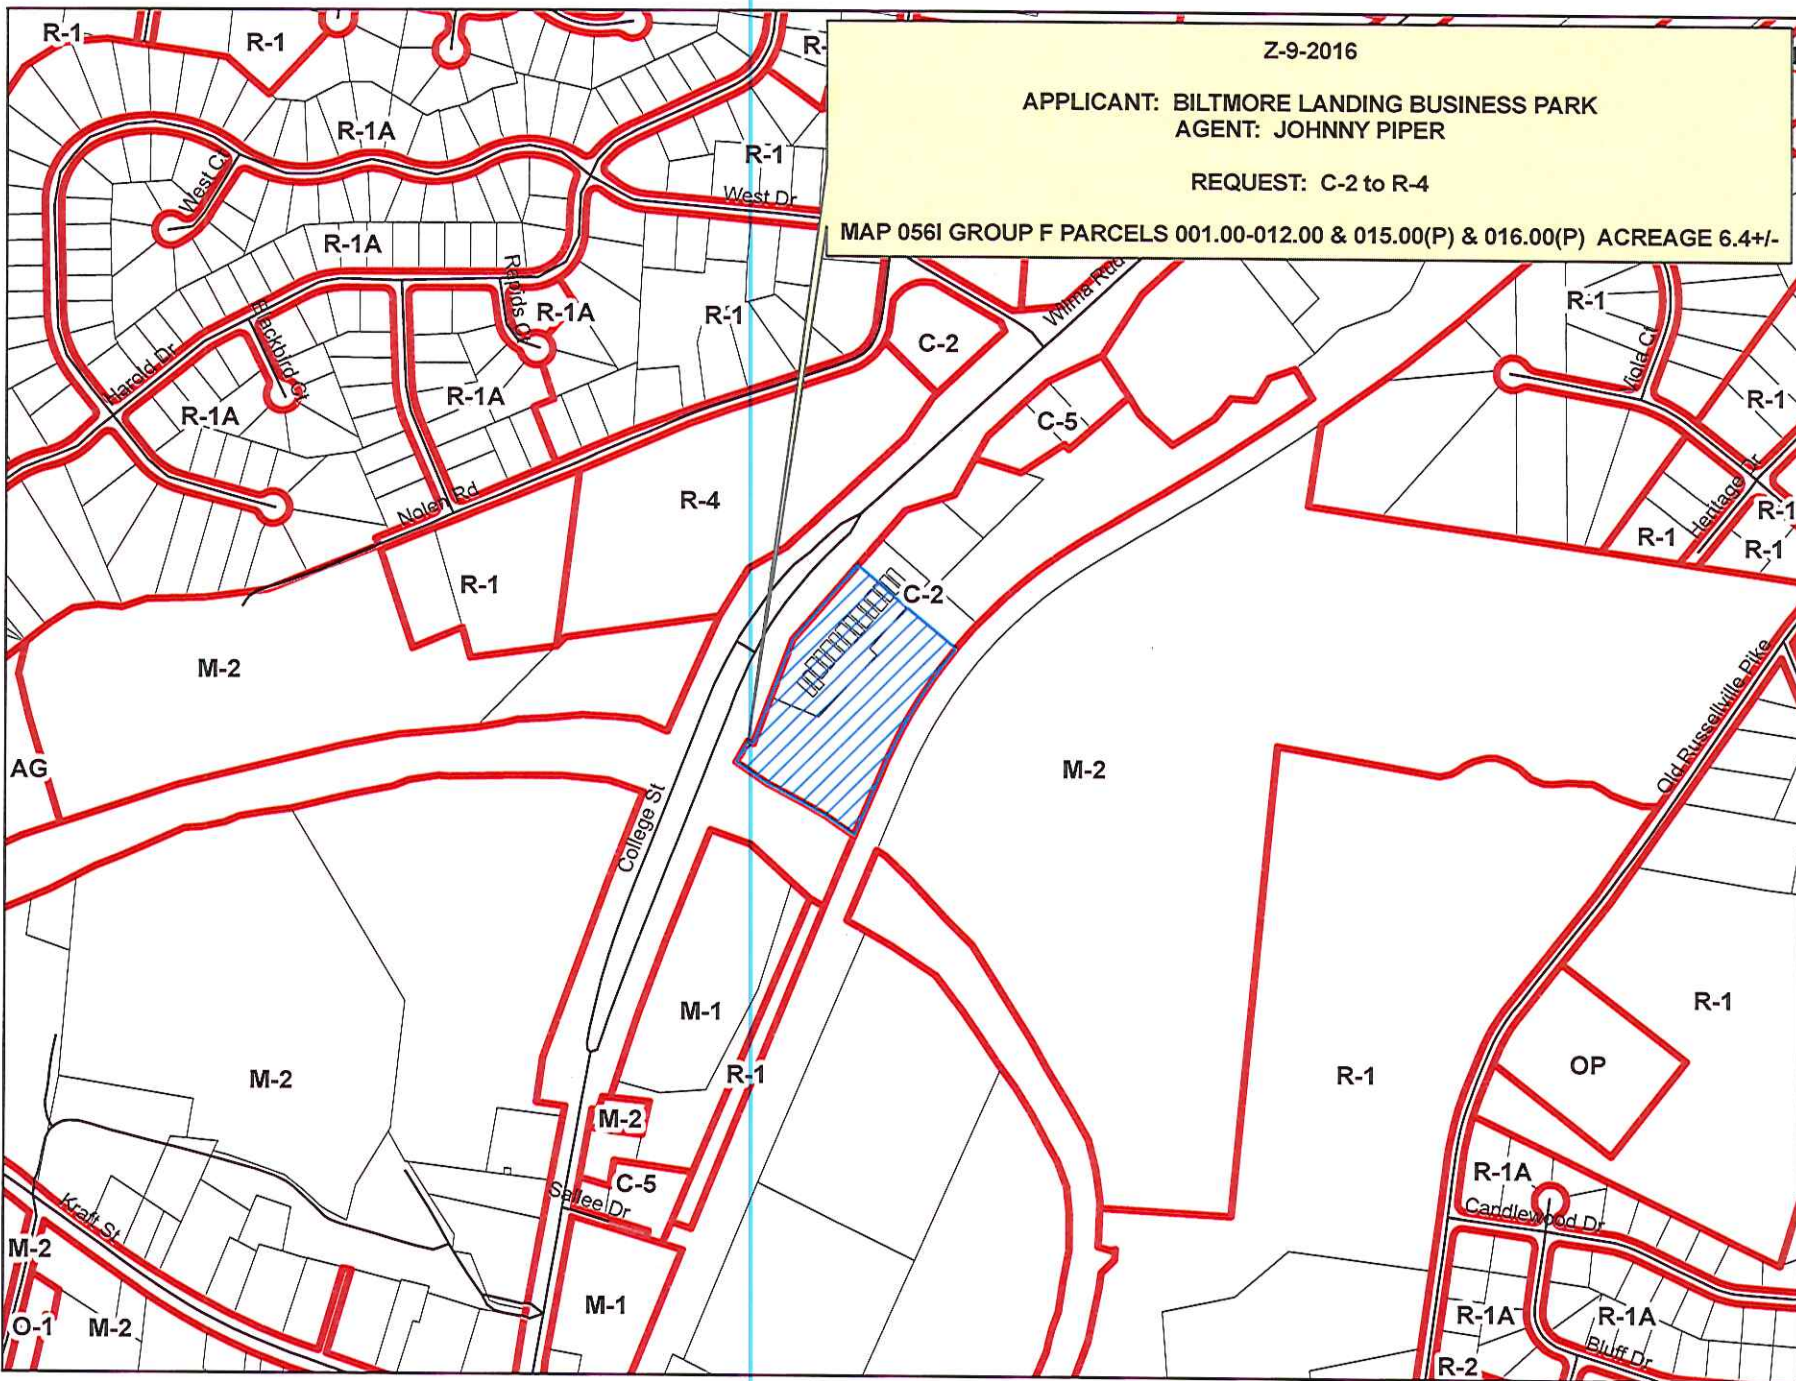 Z-9-2016
APPLICANT: BILTMORE LANDING BUSINESS PARK
AGENT: JOHNNY PIPER
REQUEST: C-2 to R-4
MAP 056I GROUP F PARCELS 001.00-012.00 & 015.00(P) & 016.00(P) ACREAGE 6.4+/-
R-1
R-1
R-
R-1A
R-1
West Ct
West Dr
R-1A
Rapids Ct
R-1A
R-1
Blackbird Ct
Harold Dr
R-1A
R-1A
C-2
Wilma Rud
C-5
R-1
Viola Ct
R-1
Heritage Dr
R-1
R-1
R-1
Nolen Rd
R-4
R-1
C-2
M-2
AG
M-2
College St
Old Russellville Pike
M-1
R-1
R-1
OP
R-1
M-2
M-2
C-5
Sallee Dr
R-1A
Candlewood Dr
Kraft St
M-2
O-1
M-2
M-1
R-1A
R-1A
Bluff Dr
R-2